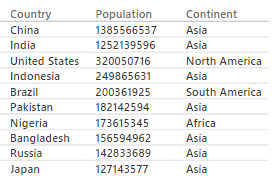 Country Population Continent
China 1385566537 Asia
India 1252139596 Asia
United States 320050716 North America
Indonesia 249865631 Asia
Brazil 200361925 South America
Pakistan 182142594 Asia
Nigeria 173615345 Africa
Bangladesh 156594962 Asia
Russia 142833689 Asia
Japan 127143577 Asia